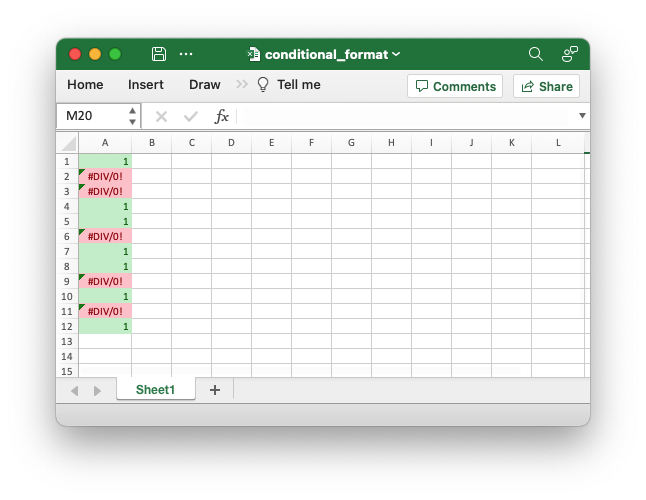 conditional_format
Home Insert Draw Tell me Comments Share
M20 fx
A B C D E F G H I J K L
1 1
2 #DIV/0!
3 #DIV/0!
4 1
5 1
6 #DIV/0!
7 1
8 1
9 #DIV/0!
10 1
11 #DIV/0!
12 1
13
14
15
Sheet1 +